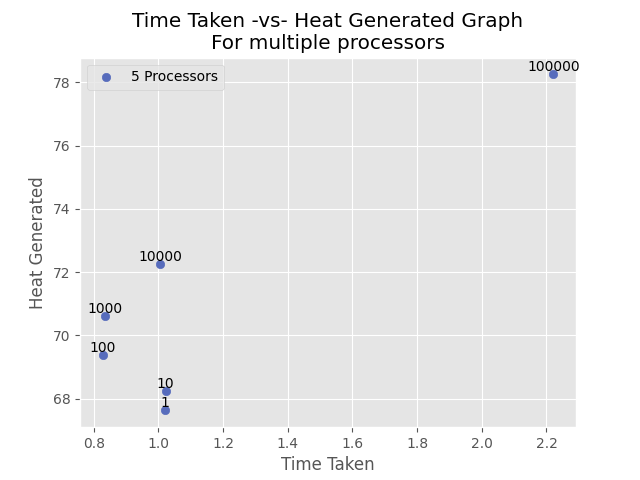 Time Taken -vs- Heat Generated Graph
For multiple processors
5 Processors
100000
10000
1000
100
10
1
78
76
74
72
70
68
Heat Generated
0.8 1.0 1.2 1.4 1.6 1.8 2.0 2.2
Time Taken